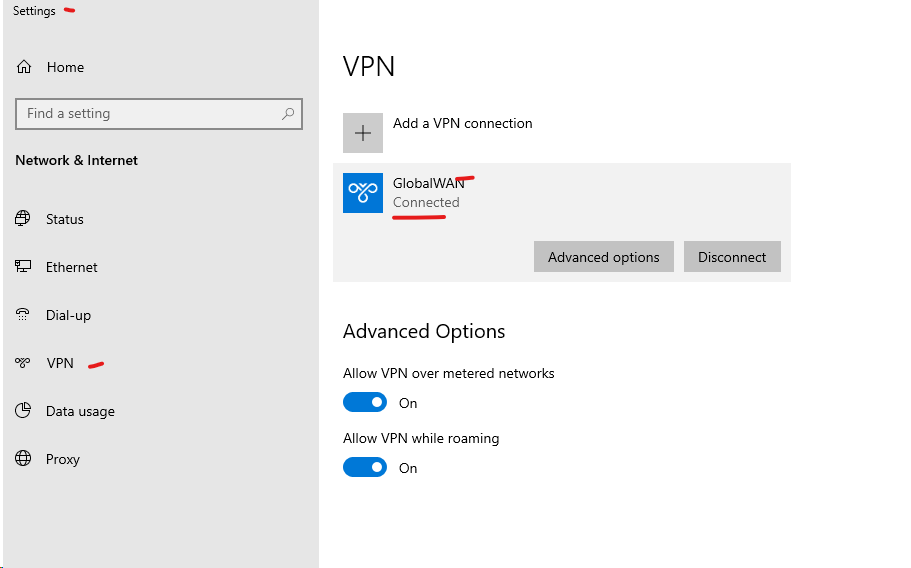 Settings
Home
Find a setting
Network & Internet
Status
Ethernet
Dial-up
VPN
Data usage
Proxy
VPN
Add a VPN connection
GlobalWAN
Connected
Advanced options Disconnect
Advanced Options
Allow VPN over metered networks
On
Allow VPN while roaming
On